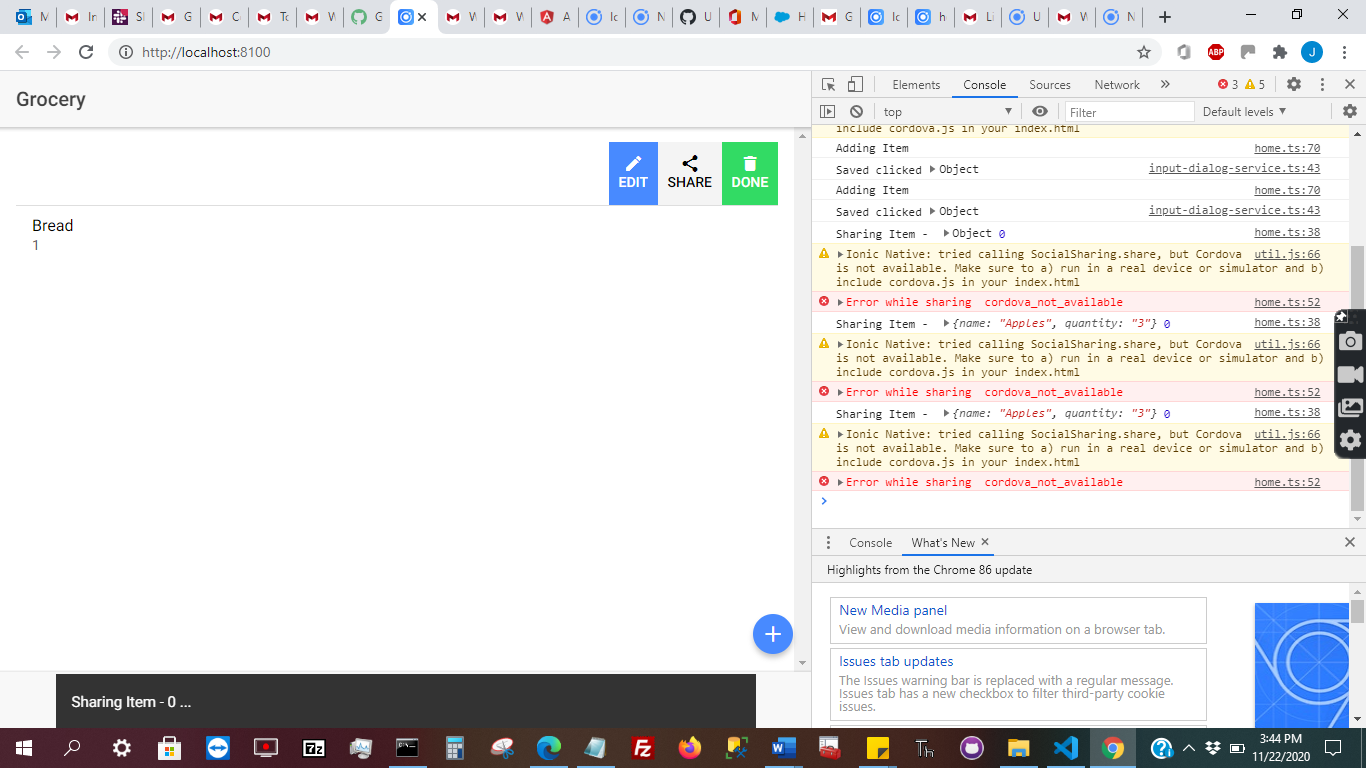 M
In
Sl
G
C
To
W
G
W
W
A
Ic
N
U
M
H
G
Ic
h
Li
U
W
N
http://localhost:8100
ABP
J
Grocery
EDIT
SHARE
DONE
Bread
1
Sharing Item - 0 ...
Elements
Console
Sources
Network
3
5
top
Filter
Default levels
include cordova.js in your index.html
Adding Item home.ts:70
Saved clicked Object input-dialog-service.ts:43
Adding Item home.ts:70
Saved clicked Object input-dialog-service.ts:43
Sharing Item - Object 0 home.ts:38
Ionic Native: tried calling SocialSharing.share, but Cordova util.js:66
is not available. Make sure to a) run in a real device or simulator and b)
include cordova.js in your index.html
Error while sharing cordova_not_available home.ts:52
Sharing Item - {name: "Apples", quantity: "3"} 0 home.ts:38
Ionic Native: tried calling SocialSharing.share, but Cordova util.js:66
is not available. Make sure to a) run in a real device or simulator and b)
include cordova.js in your index.html
Error while sharing cordova_not_available home.ts:52
Sharing Item - {name: "Apples", quantity: "3"} 0 home.ts:38
Ionic Native: tried calling SocialSharing.share, but Cordova util.js:66
is not available. Make sure to a) run in a real device or simulator and b)
include cordova.js in your index.html
Error while sharing cordova_not_available home.ts:52
Console
What's New
Highlights from the Chrome 86 update
New Media panel
View and download media information on a browser tab.
Issues tab updates
The Issues warning bar is replaced with a regular message.
Issues tab has a new checkbox to filter third-party cookie
issues.
7z
Th
3:44 PM
11/22/2020